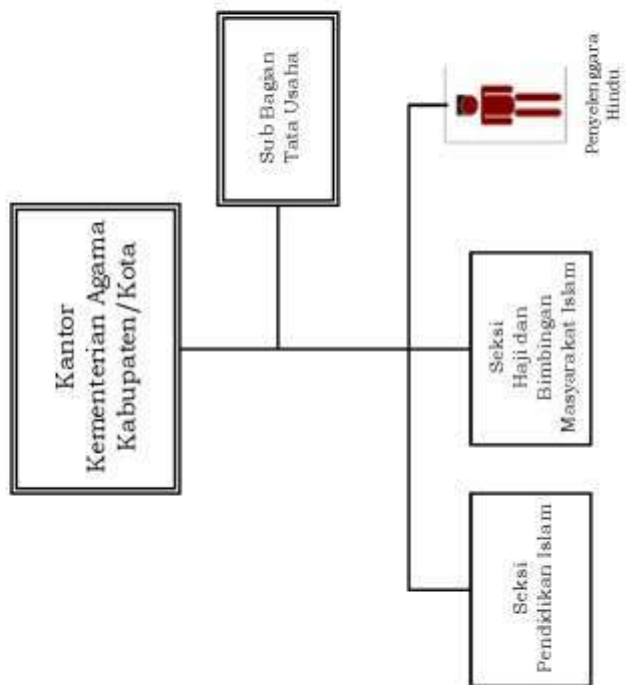 Kantor
Kementerian Agama
Kabupaten/Kota
Sub Bagian
Tata Usaha
Seksi
Pendidikan Islam
Seksi
Haji dan
Bimbingan
Masyarakat Islam
Penyelenggara
Hindu